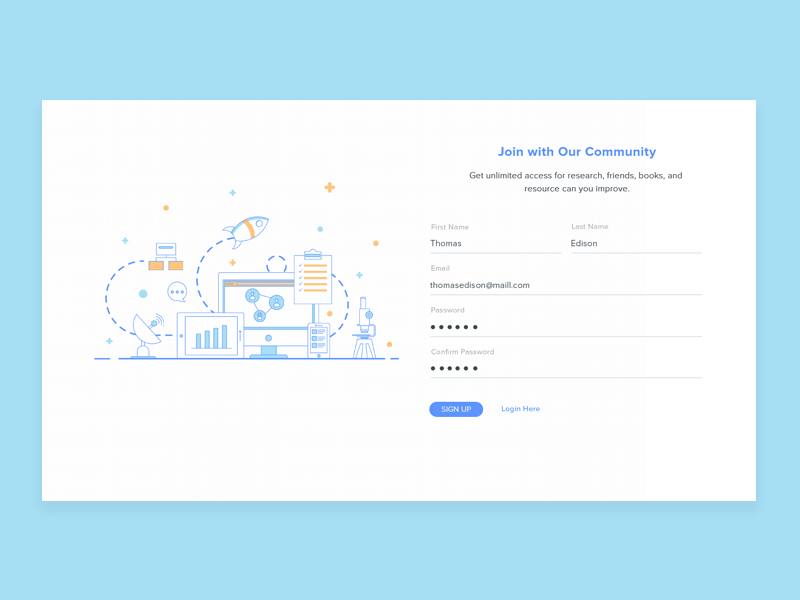 Join with Our Community
Get unlimited access for research, friends, books, and
resource can you improve.
First Name
Last Name
Thomas
Edison
Email
thomasedison@maill.com
Password
●●●●●●
Confirm Password
●●●●●●
SIGN UP
Login Here